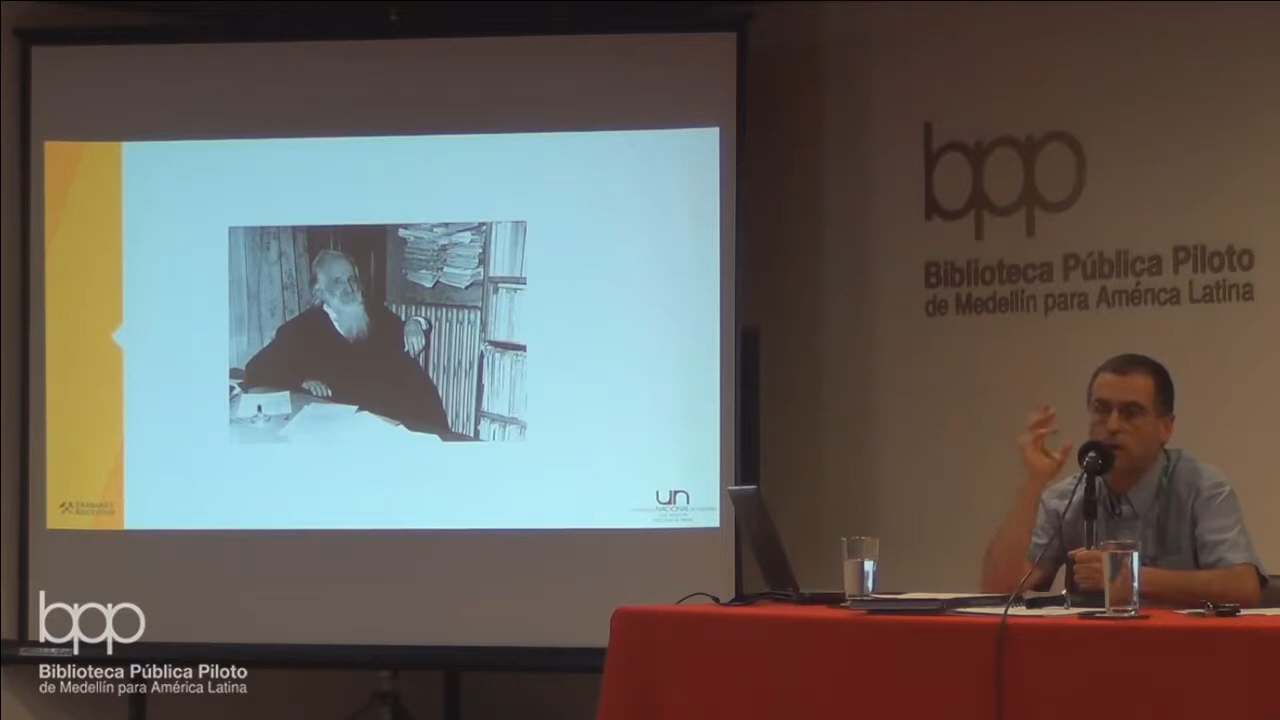 bpp
Biblioteca Pública Piloto
de Medellín para América Latina
un
NACIONAL
bpp
Biblioteca Pública Piloto
de Medellín para América Latina